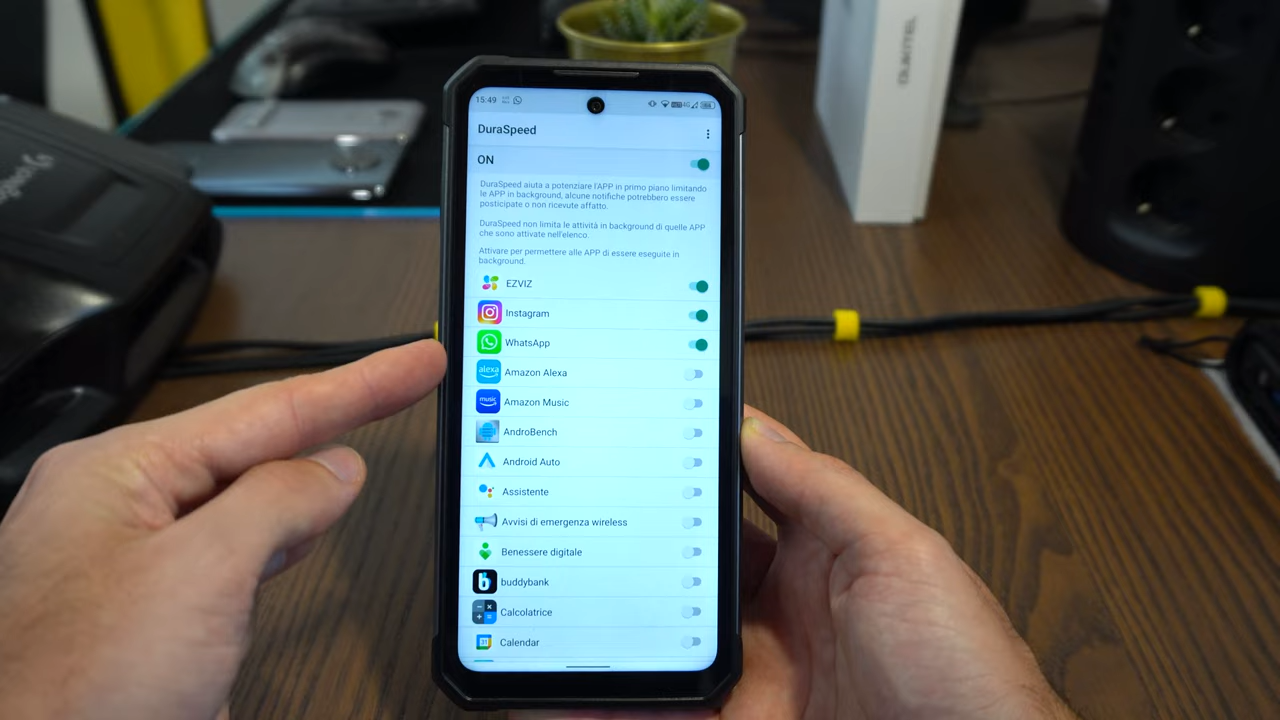 OUKITEL
15:49
DuraSpeed
ON
DuraSpeed aiuta a potenziare l'APP in primo piano limitando
le APP in background, alcune notifiche potrebbero essere
posticipate o non ricevute affatto.
DuraSpeed non limita le attività in background di quelle APP
che sono attivate nell'elenco.
Attivare per permettere alle APP di essere eseguite in
background.
EZVIZ
Instagram
WhatsApp
alexa
Amazon Alexa
music
Amazon Music
AndroBench
Android Auto
Assistente
Avvisi di emergenza wireless
Benessere digitale
b
buddybank
Calcolatrice
31
Calendar